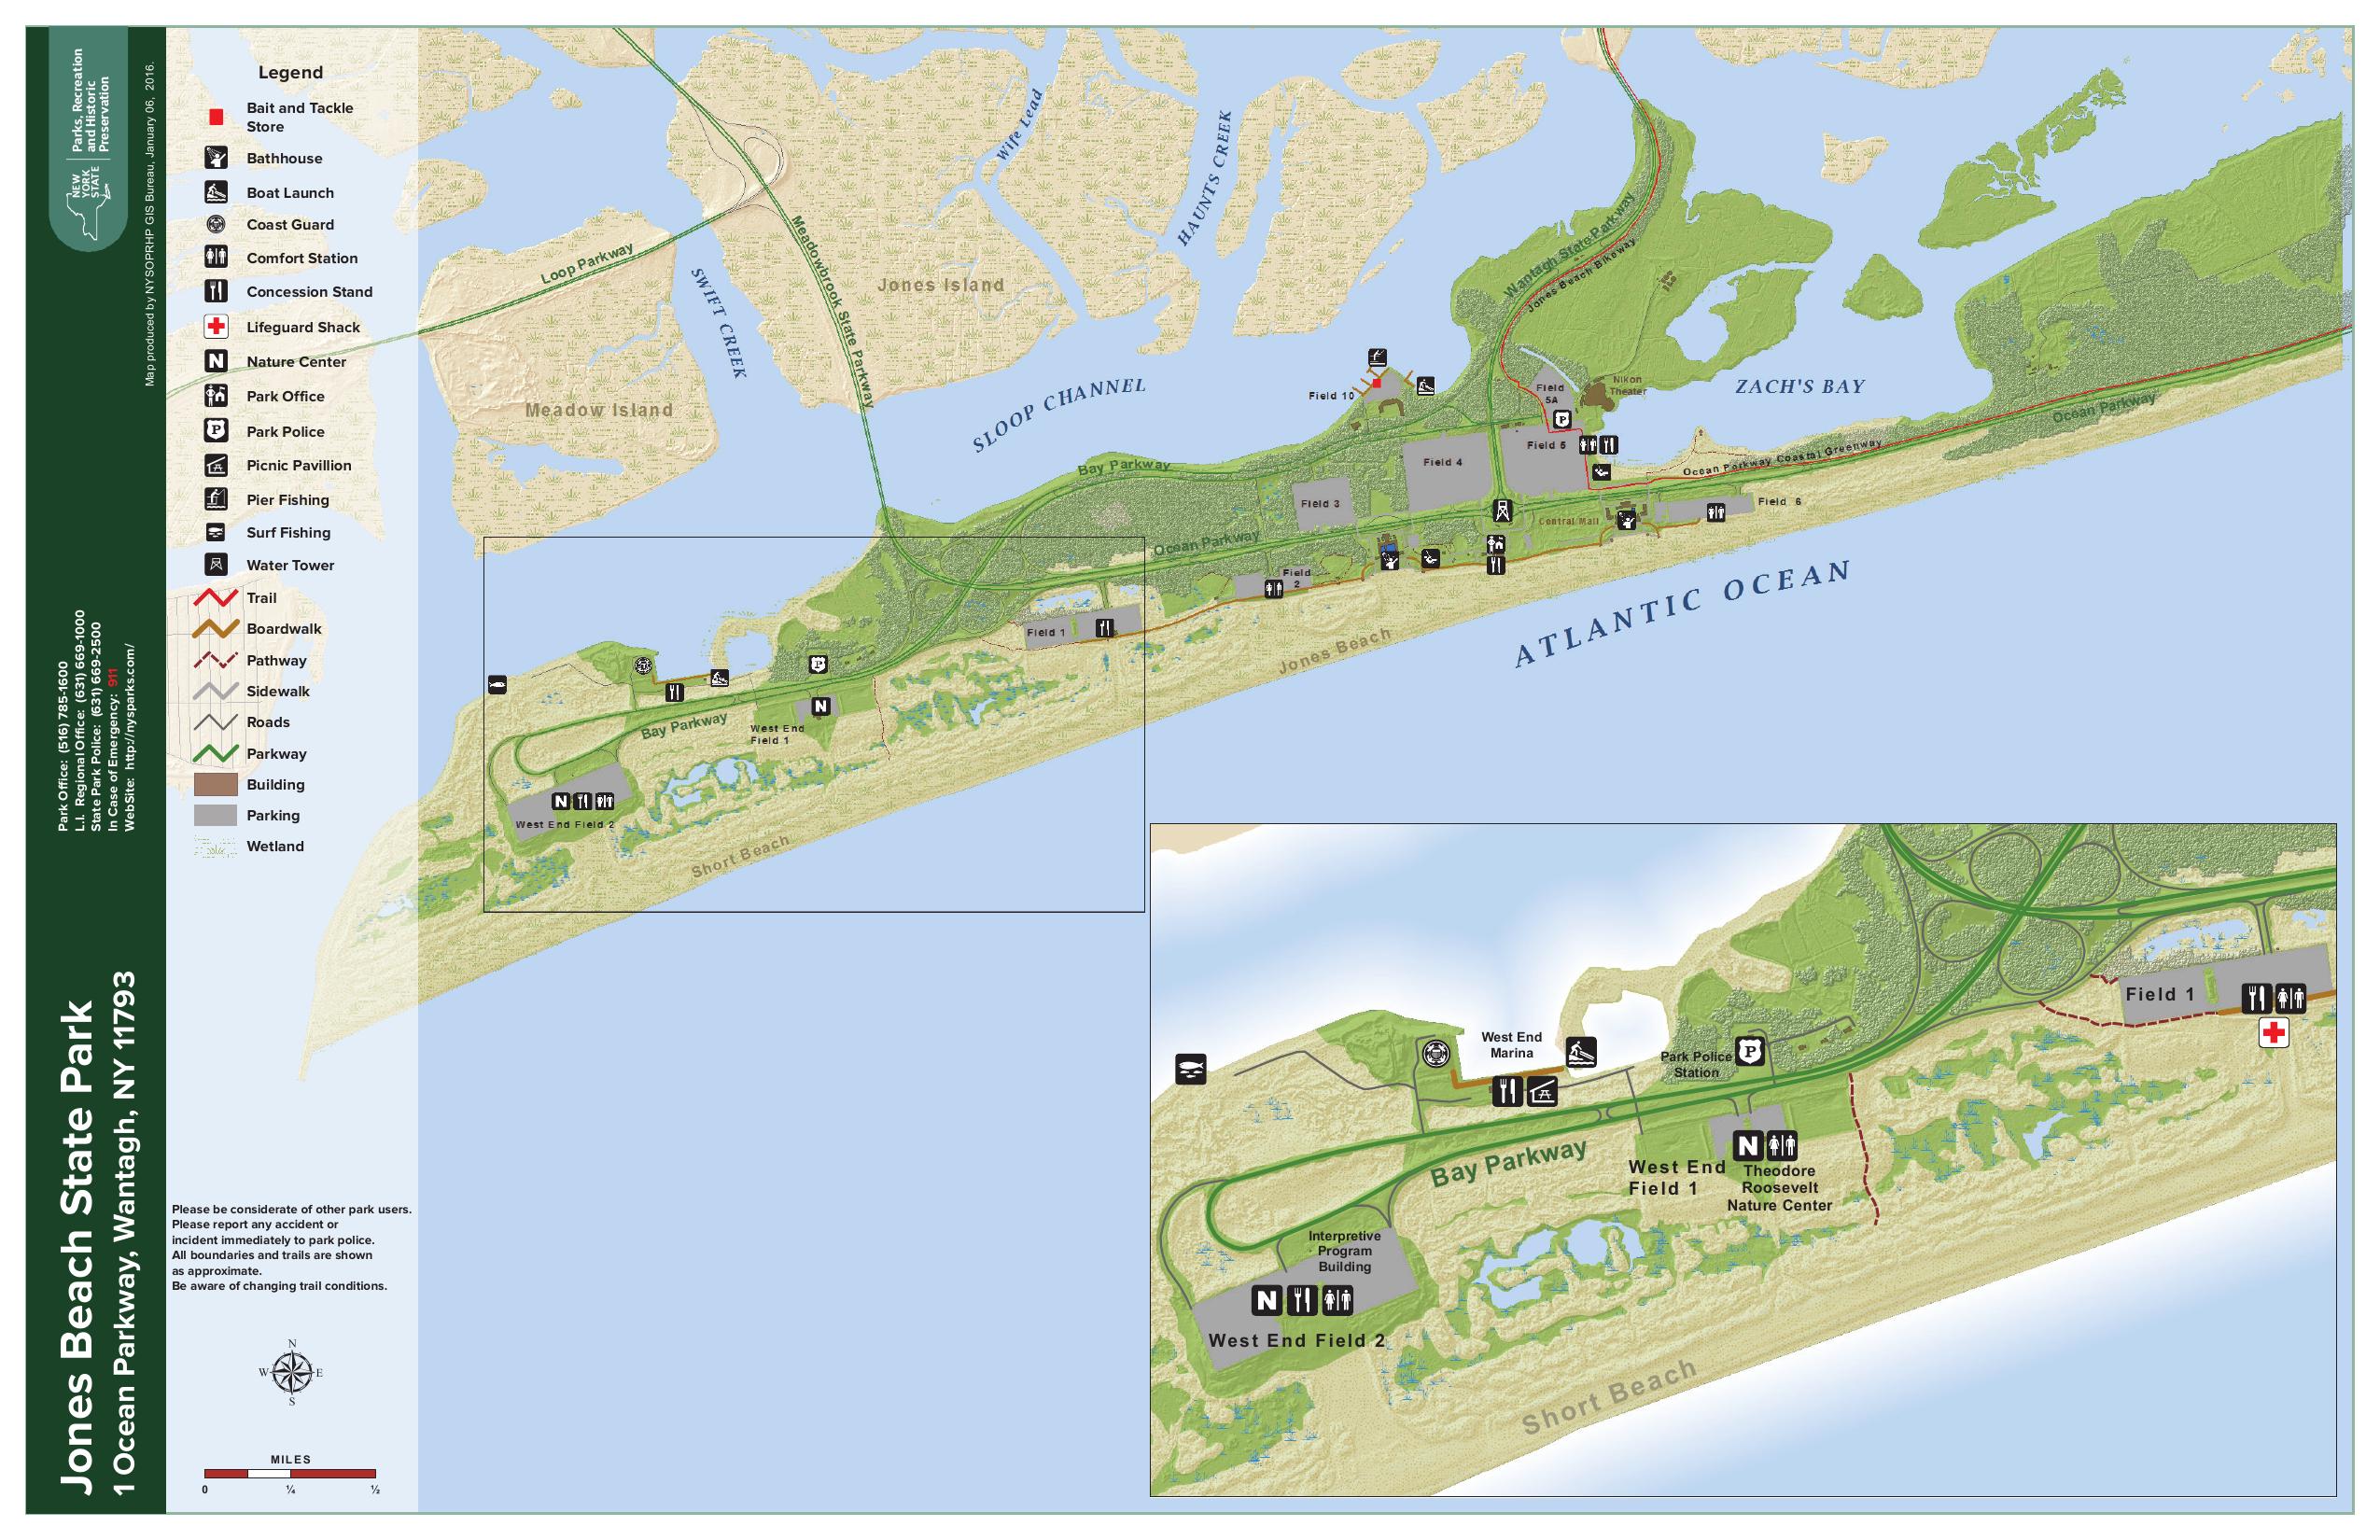 Jones Beach State Park
1 Ocean Parkway, Wantagh, NY 11793
Park Office: (516) 785-1600
L.I. Regional Office: (631) 669-1000
State Park Police: (631) 669-2500
In Case of Emergency: 911
WebSite: http://nysparks.com/
NEW
YORK
STATE
Parks, Recreation
and Historic
Preservation
Map produced by NYSOPRHP GIS Bureau, January 06, 2016.
Legend
Bait and Tackle
Store
Bathhouse
Boat Launch
Coast Guard
Comfort Station
Concession Stand
Lifeguard Shack
N
Nature Center
Park Office
P
Park Police
Picnic Pavillion
Pier Fishing
Surf Fishing
Water Tower
Trail
Boardwalk
Pathway
Sidewalk
Roads
Parkway
Building
Parking
Wetland
Please be considerate of other park users.
Please report any accident or
incident immediately to park police.
All boundaries and trails are shown
as approximate.
Be aware of changing trail conditions.
N
W E
S
MILES
0 ¼ ½
Loop Parkway
SWIFT CREEK
Meadowbrook State Parkway
Jones Island
Meadow Island
Wife Lead
HAUNTS CREEK
SLOOP CHANNEL
Wantagh State Parkway
Jones Beach Bikeway
Field 10
Field
5A
P
Nikon
Theater
ZACH'S BAY
Ocean Parkway
Ocean Parkway Coastal Greenway
Field 4
Field 5
Bay Parkway
Field 3
Central Mall
Field 6
Ocean Parkway
Field
2
Field 1
Jones Beach
ATLANTIC OCEAN
P
N
Bay Parkway
West End
Field 1
N
West End Field 2
Short Beach
Field 1
West End
Marina
Park Police
Station
P
Bay Parkway
N
West End
Field 1
Theodore
Roosevelt
Nature Center
Interpretive
Program
Building
N
West End Field 2
Short Beach